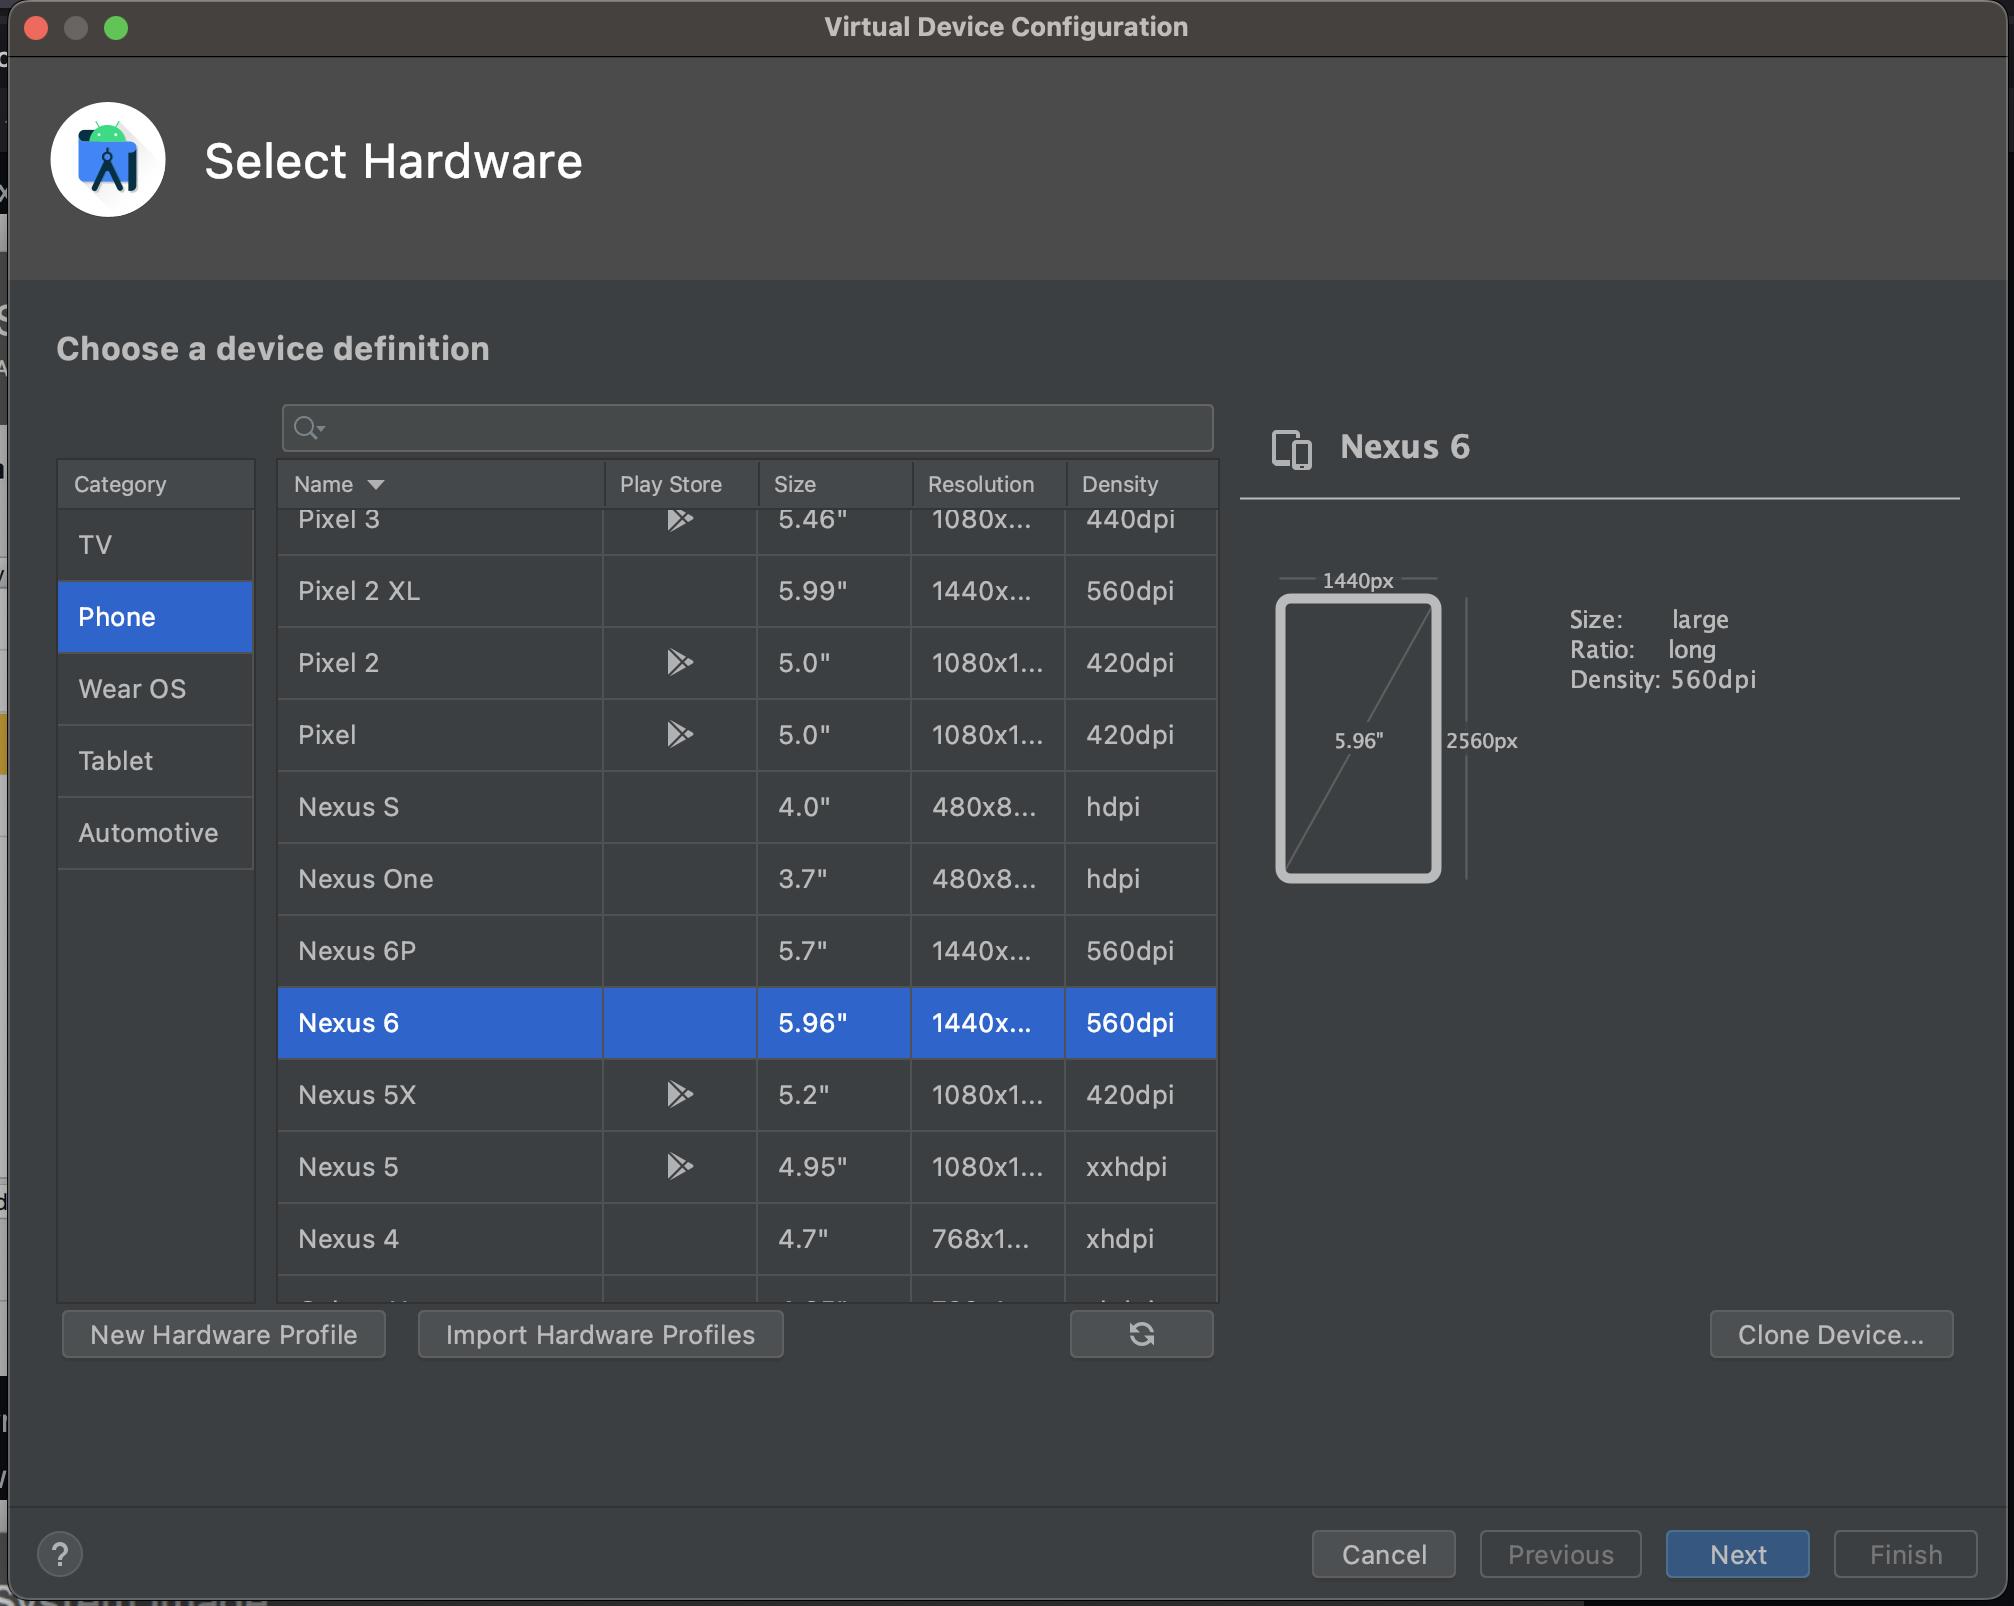 Virtual Device Configuration
Select Hardware
Choose a device definition
Category
TV
Phone
Wear OS
Tablet
Automotive
Name Play Store Size Resolution Density
Pixel 3 5.46" 1080x... 440dpi
Pixel 2 XL 5.99" 1440x... 560dpi
Pixel 2 5.0" 1080x1... 420dpi
Pixel 5.0" 1080x1... 420dpi
Nexus S 4.0" 480x8... hdpi
Nexus One 3.7" 480x8... hdpi
Nexus 6P 5.7" 1440x... 560dpi
Nexus 6 5.96" 1440x... 560dpi
Nexus 5X 5.2" 1080x1... 420dpi
Nexus 5 4.95" 1080x1... xxhdpi
Nexus 4 4.7" 768x1... xhdpi
Nexus 6
1440px
5.96"
2560px
Size: large
Ratio: long
Density: 560dpi
New Hardware Profile
Import Hardware Profiles
Clone Device...
?
Cancel
Previous
Next
Finish